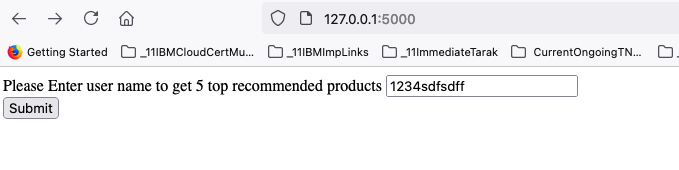 127.0.0.1:5000
Getting Started _11IBMCloudCertMu... _11IBMImpLinks _11ImmediateTarak CurrentOngoingTN...
Please Enter user name to get 5 top recommended products 1234sdfsdff
Submit